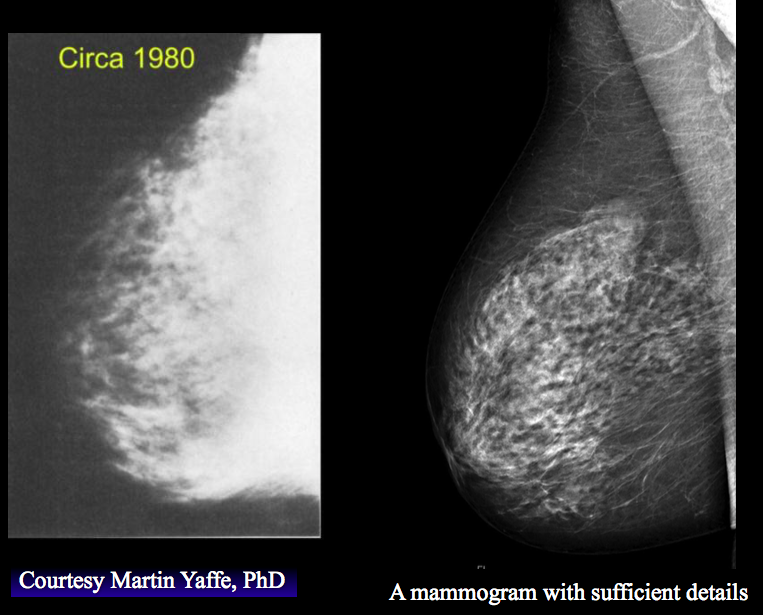 Circa 1980
Courtesy Martin Yaffe, PhD
A mammogram with sufficient details